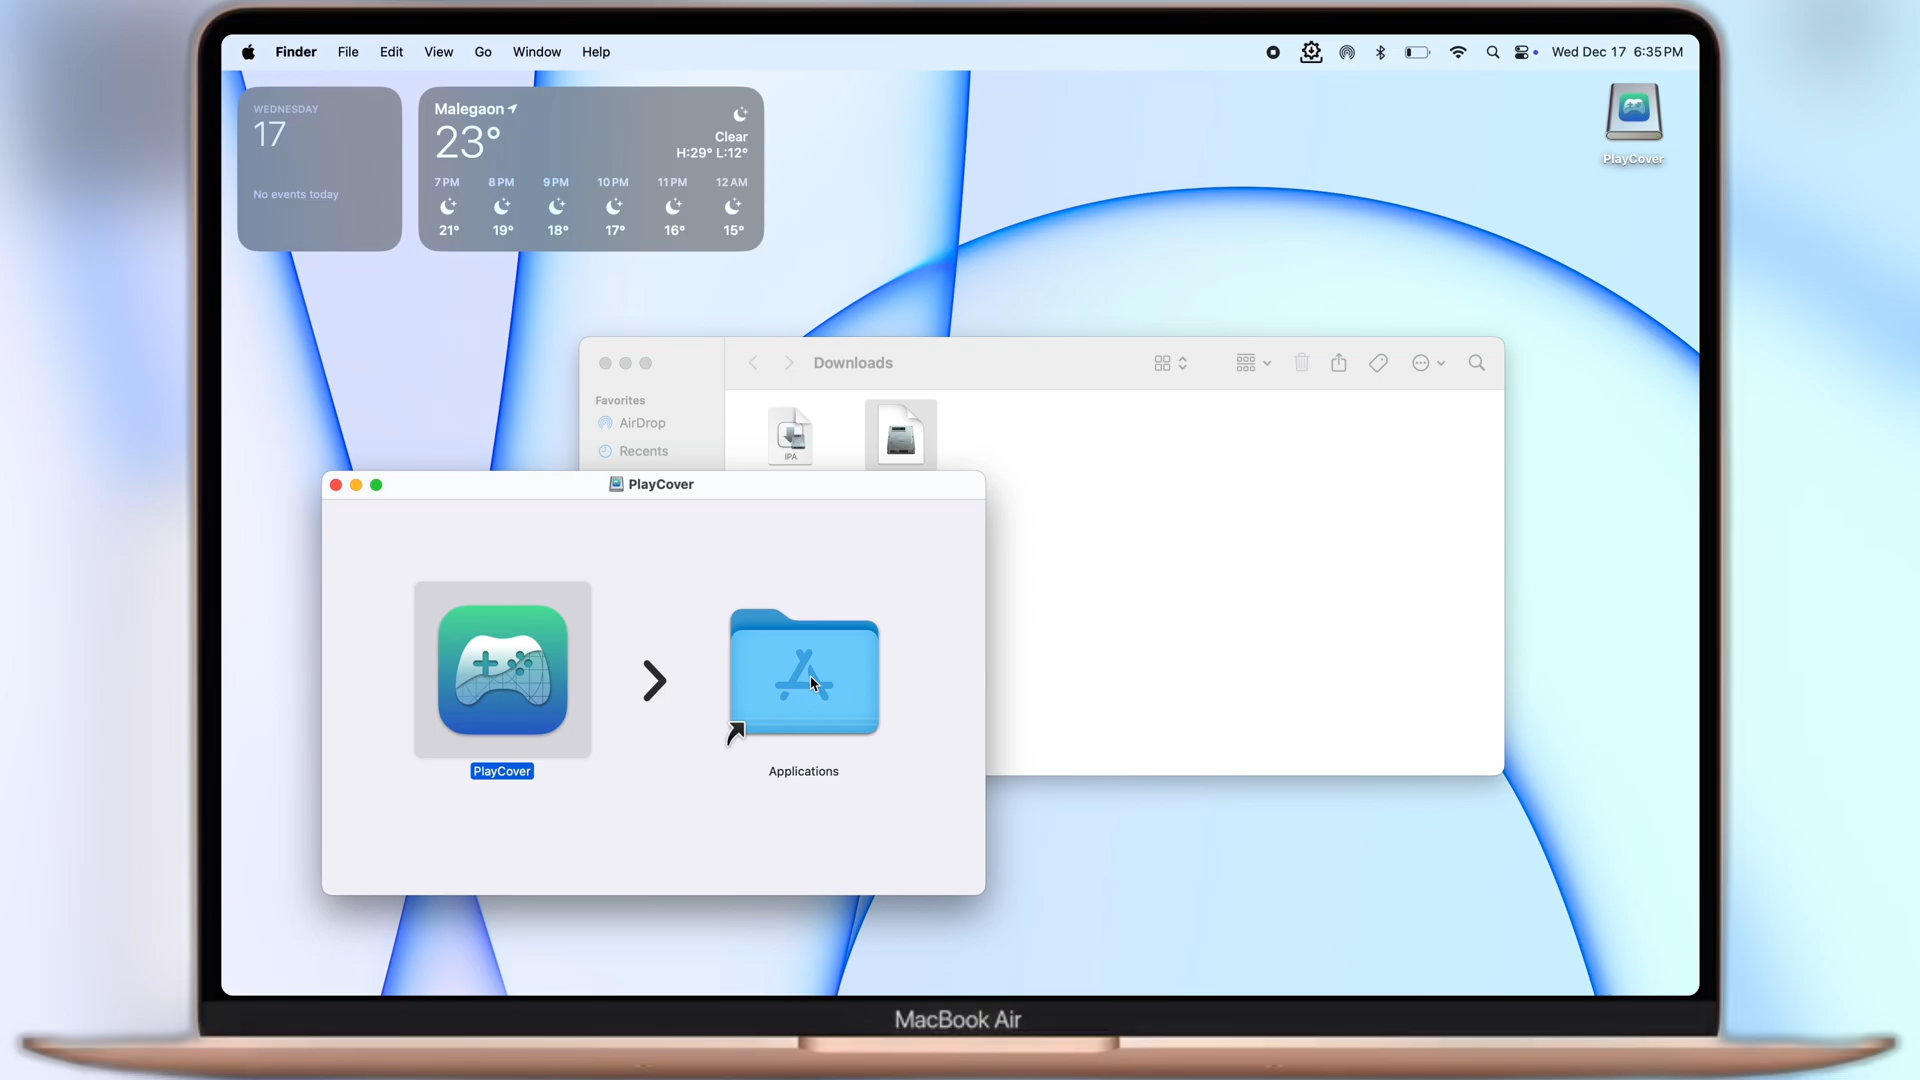 Finder File Edit View Go Window Help
Wed Dec 17 6:35 PM
WEDNESDAY
17
No events today
Malegaon
23°
Clear
H:29° L:12°
7 PM 8 PM 9 PM 10 PM 11 PM 12 AM
21° 19° 18° 17° 16° 15°
PlayCover
Downloads
Favorites
AirDrop
Recents
IPA
PlayCover
PlayCover
Applications
MacBook Air